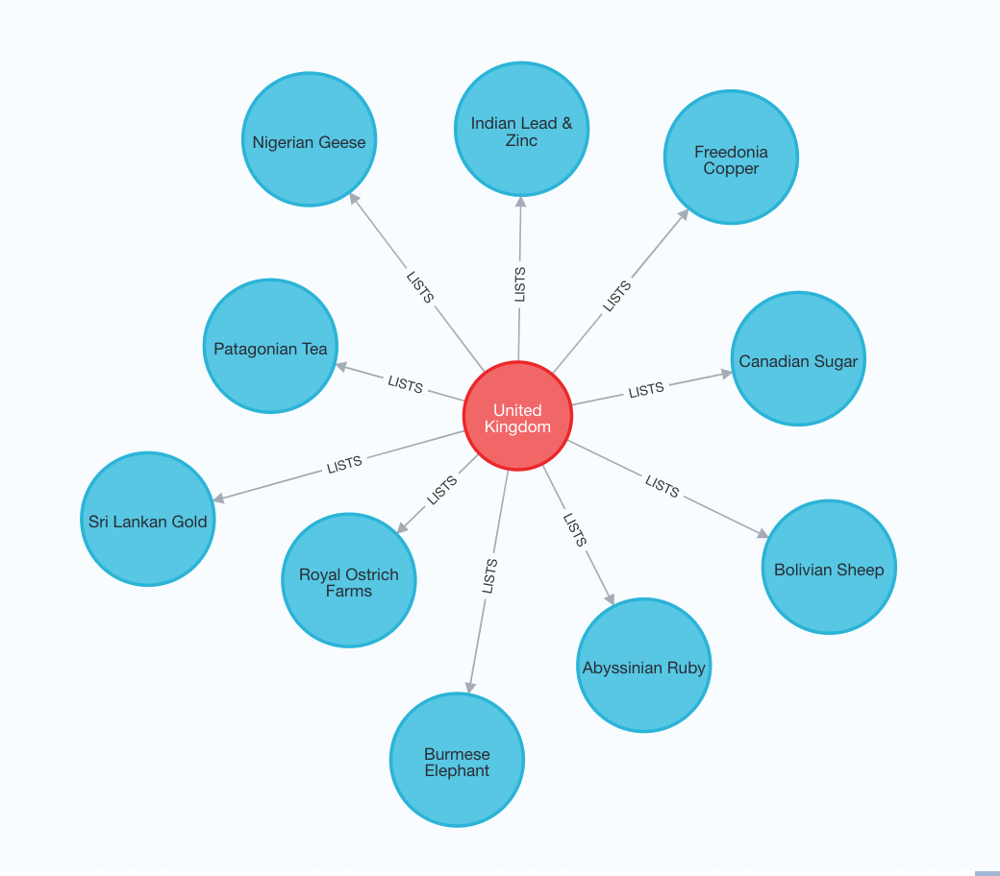 Nigerian Geese
Indian Lead &
Zinc
Freedonia
Copper
LISTS
LISTS
LISTS
Patagonian Tea
LISTS
LISTS
Canadian Sugar
United
Kingdom
LISTS
LISTS
LISTS
Sri Lankan Gold
LISTS
LISTS
Royal Ostrich
Farms
Bolivian Sheep
Abyssinian Ruby
Burmese
Elephant